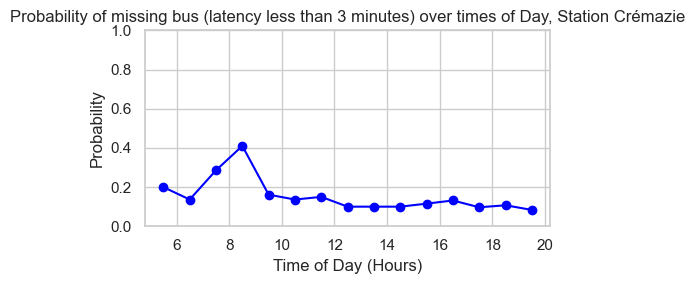 Probability of missing bus (latency less than 3 minutes) over times of Day, Station Crémazie
1.0
0.8
0.6
0.4
0.2
0.0
Probability
6 8 10 12 14 16 18 20
Time of Day (Hours)